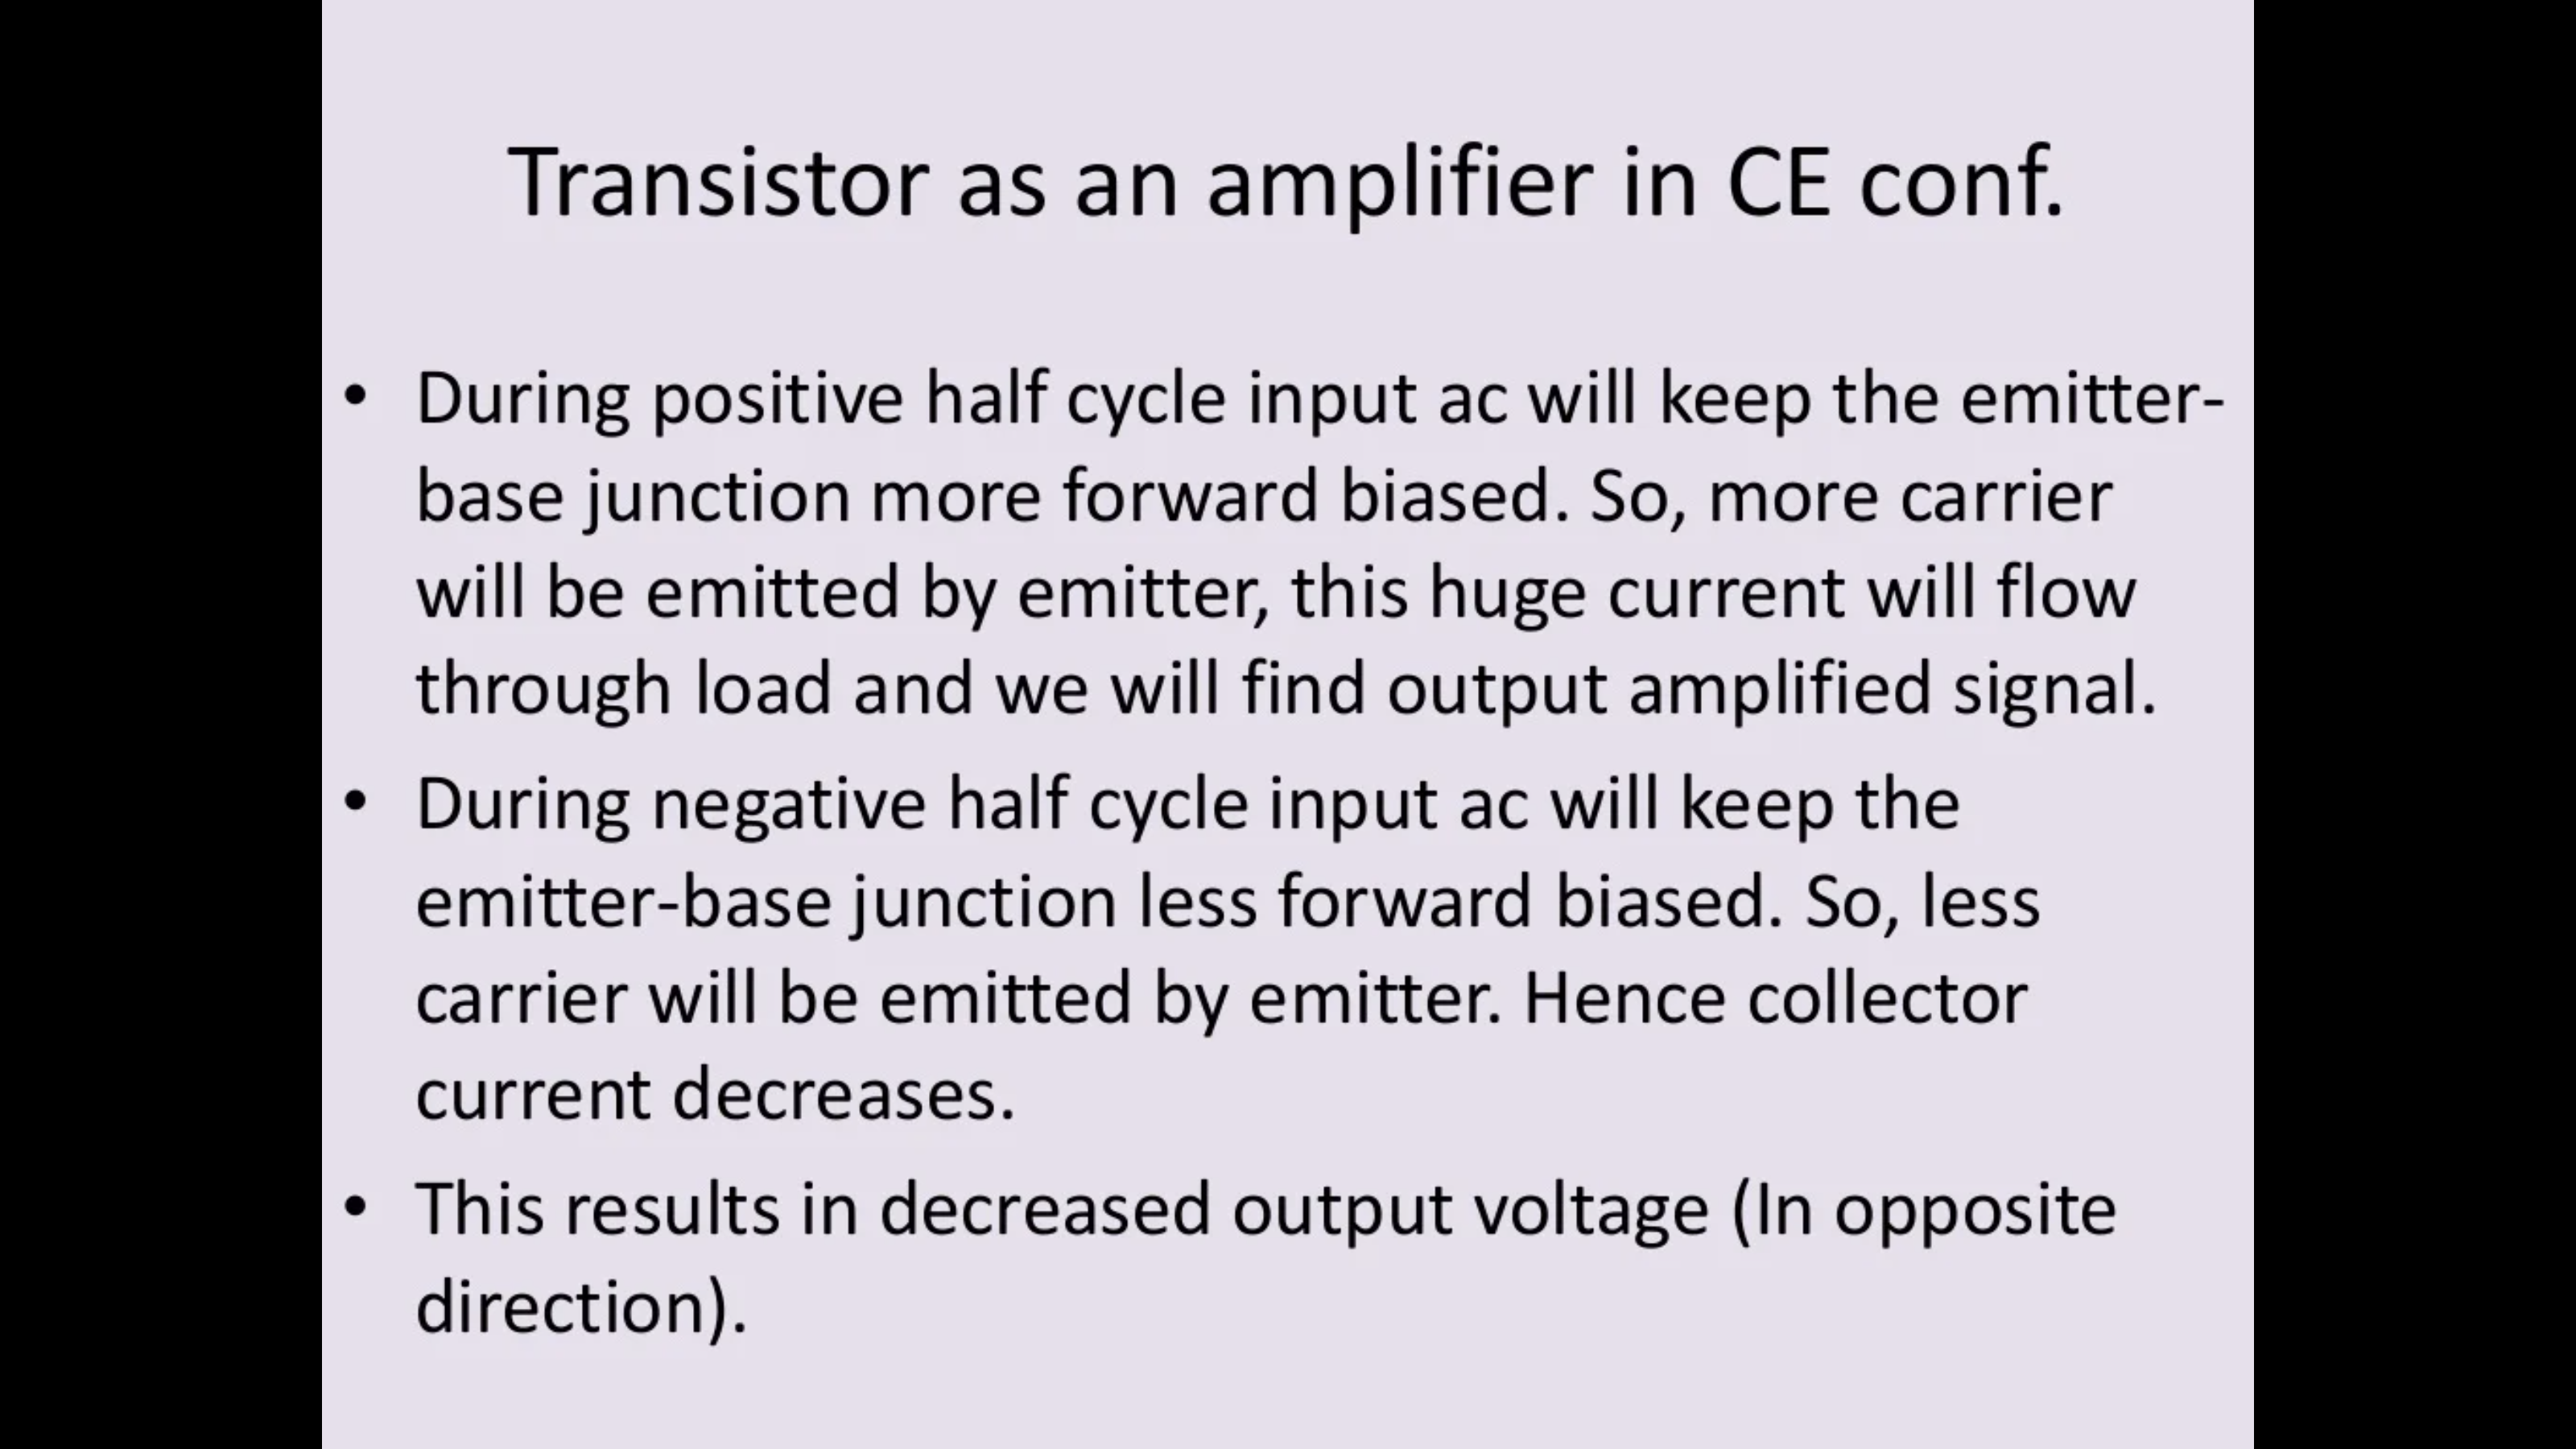 Transistor as an amplifier in CE conf.
• During positive half cycle input ac will keep the emitter-
base junction more forward biased. So, more carrier
will be emitted by emitter, this huge current will flow
through load and we will find output amplified signal.
• During negative half cycle input ac will keep the
emitter-base junction less forward biased. So, less
carrier will be emitted by emitter. Hence collector
current decreases.
• This results in decreased output voltage (In opposite
direction).